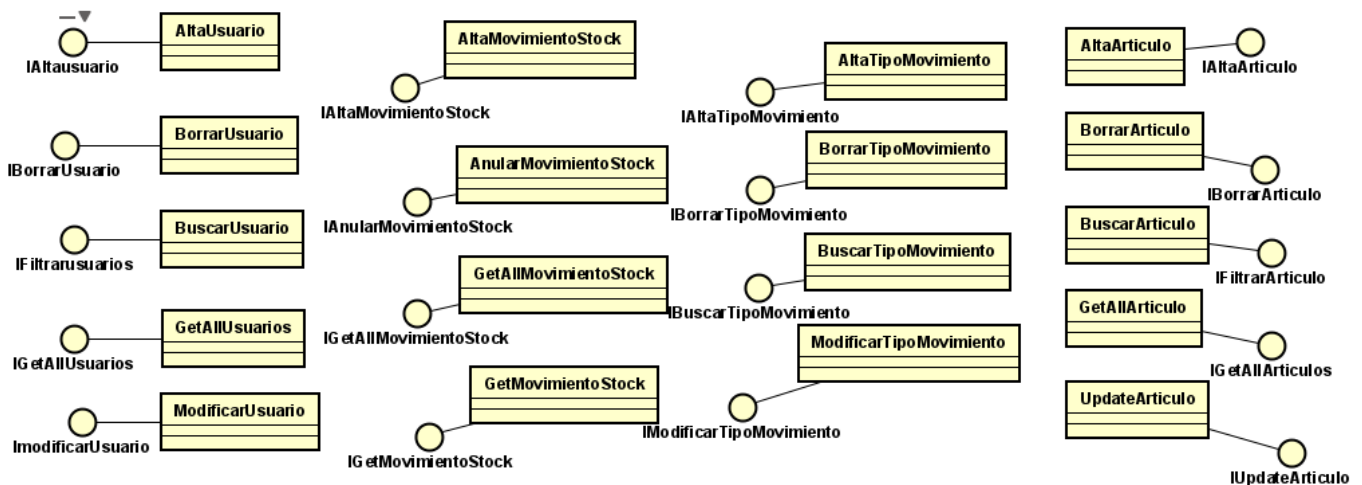 AltaUsuario
IAltausuario
BorrarUsuario
IBorrarUsuario
BuscarUsuario
IFiltrarusuarios
GetAllUsuarios
IGetAllUsuarios
ModificarUsuario
ImodificarUsuario
AltaMovimientoStock
IAltaMovimientoStock
AnularMovimientoStock
IAnularMovimientoStock
GetAllMovimientoStock
IGetAllMovimientoStock
GetMovimientoStock
IGetMovimientoStock
AltaTipoMovimiento
IAltaTipoMovimiento
BorrarTipoMovimiento
IBorrarTipoMovimiento
BuscarTipoMovimiento
IBuscarTipoMovimiento
ModificarTipoMovimiento
IModificarTipoMovimiento
AltaArticulo
IAltaArticulo
BorrarArticulo
IBorrarArticulo
BuscarArticulo
IFiltrarArticulo
GetAllArticulo
IGetAllArticulos
UpdateArticulo
IUpdateArticulo